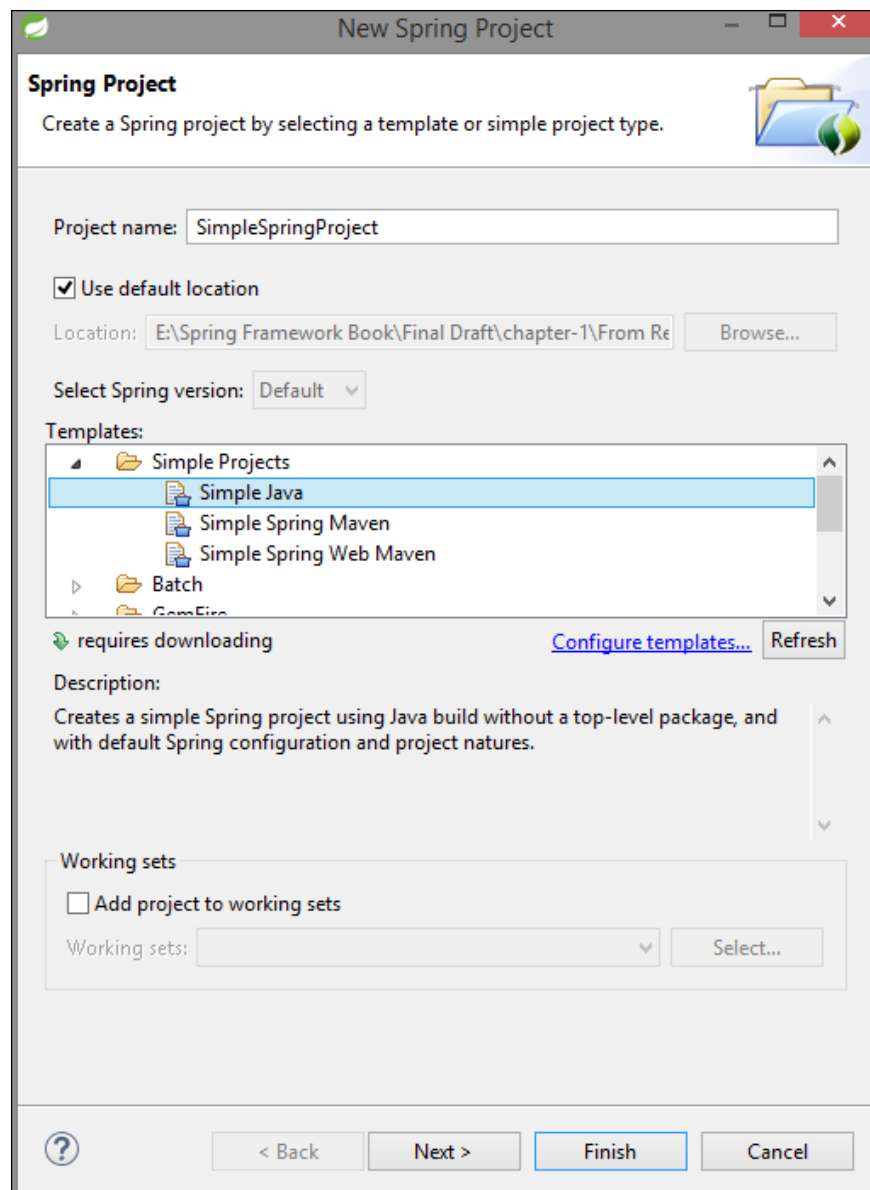 New Spring Project
Spring Project
Create a Spring project by selecting a template or simple project type.
Project name: SimpleSpringProject
Use default location
Location: E:\Spring Framework Book\Final Draft\chapter-1\From Re Browse...
Select Spring version: Default
Templates:
Simple Projects
Simple Java
Simple Spring Maven
Simple Spring Web Maven
Batch
GemFire
requires downloading Configure templates... Refresh
Description:
Creates a simple Spring project using Java build without a top-level package, and
with default Spring configuration and project natures.
Working sets
Add project to working sets
Working sets: Select...
? < Back Next > Finish Cancel